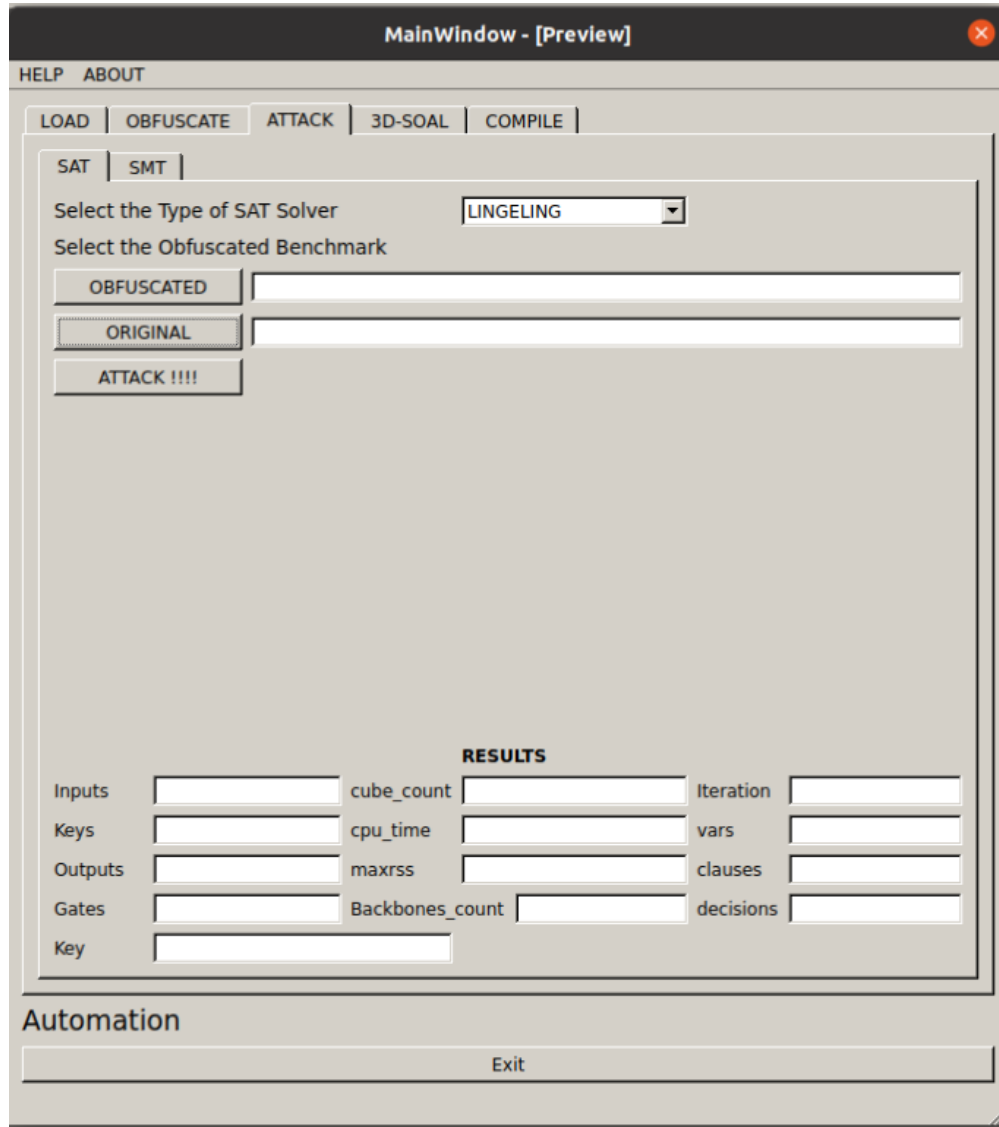 MainWindow - [Preview]
HELP ABOUT
LOAD OBFUSCATE ATTACK 3D-SOAL COMPILE
SAT SMT
Select the Type of SAT Solver LINGELING
Select the Obfuscated Benchmark
OBFUSCATED
ORIGINAL
ATTACK !!!!
RESULTS
Inputs cube_count Iteration
Keys cpu_time vars
Outputs maxrss clauses
Gates Backbones_count decisions
Key
Automation
Exit